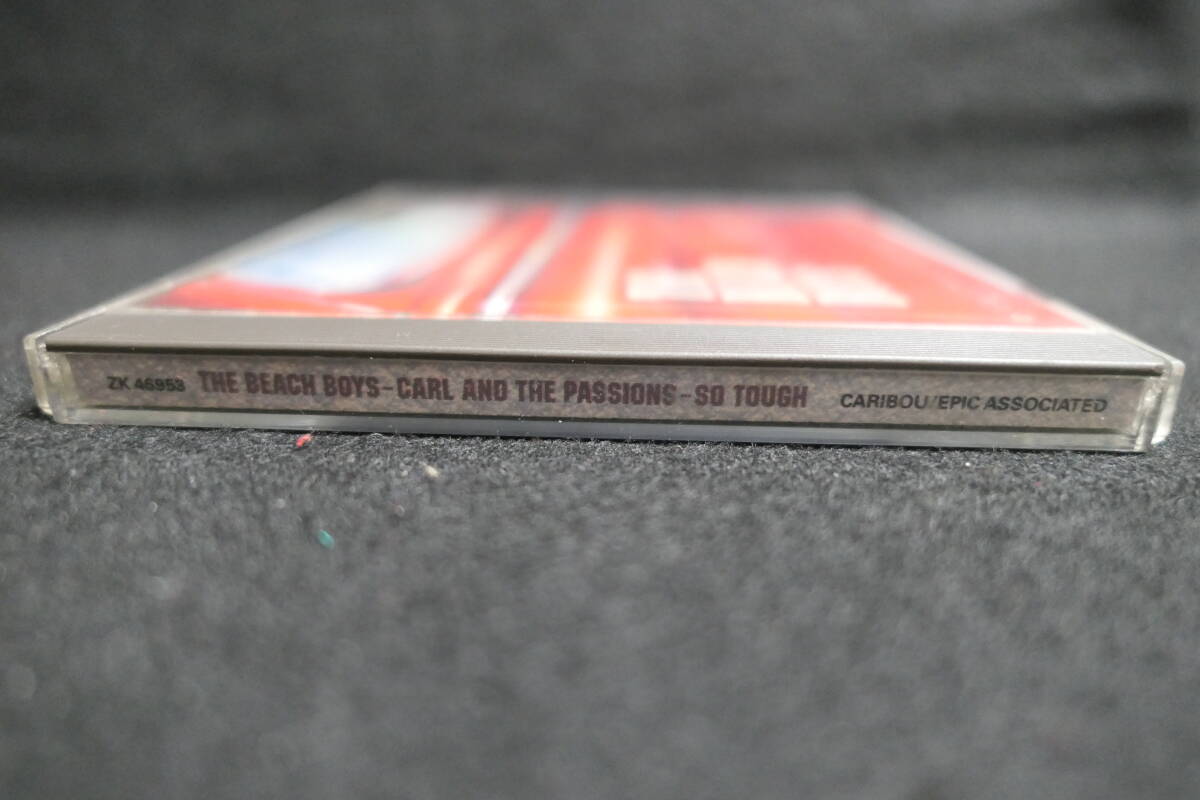 ZK 46953 THE BEACH BOYS-CARL AND THE PASSIONS-SO TOUGH CARIBOU/EPIC ASSOCIATED